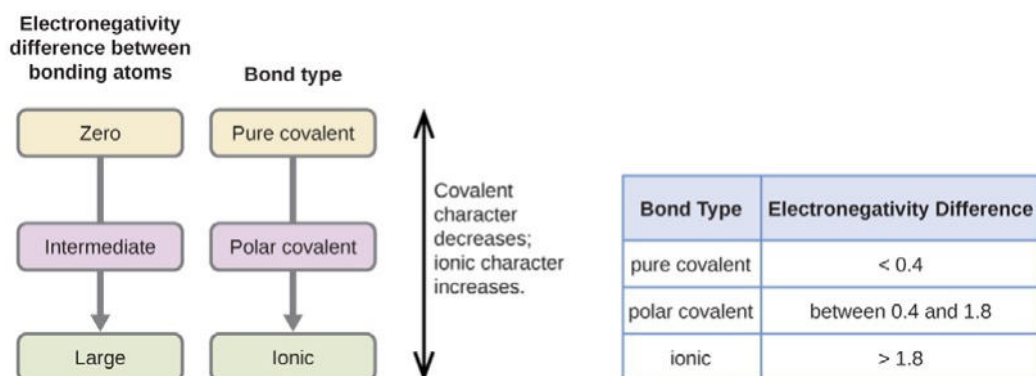 Electronegativity
difference between
bonding atoms
Bond type
Zero
Pure covalent
Intermediate
Polar covalent
Large
Ionic
Covalent
character
decreases;
ionic character
increases.
Bond Type Electronegativity Difference
pure covalent < 0.4
polar covalent between 0.4 and 1.8
ionic > 1.8